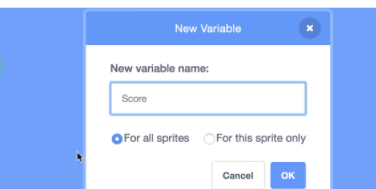 New Variable
New variable name:
Score
For all sprites For this sprite only
Cancel OK